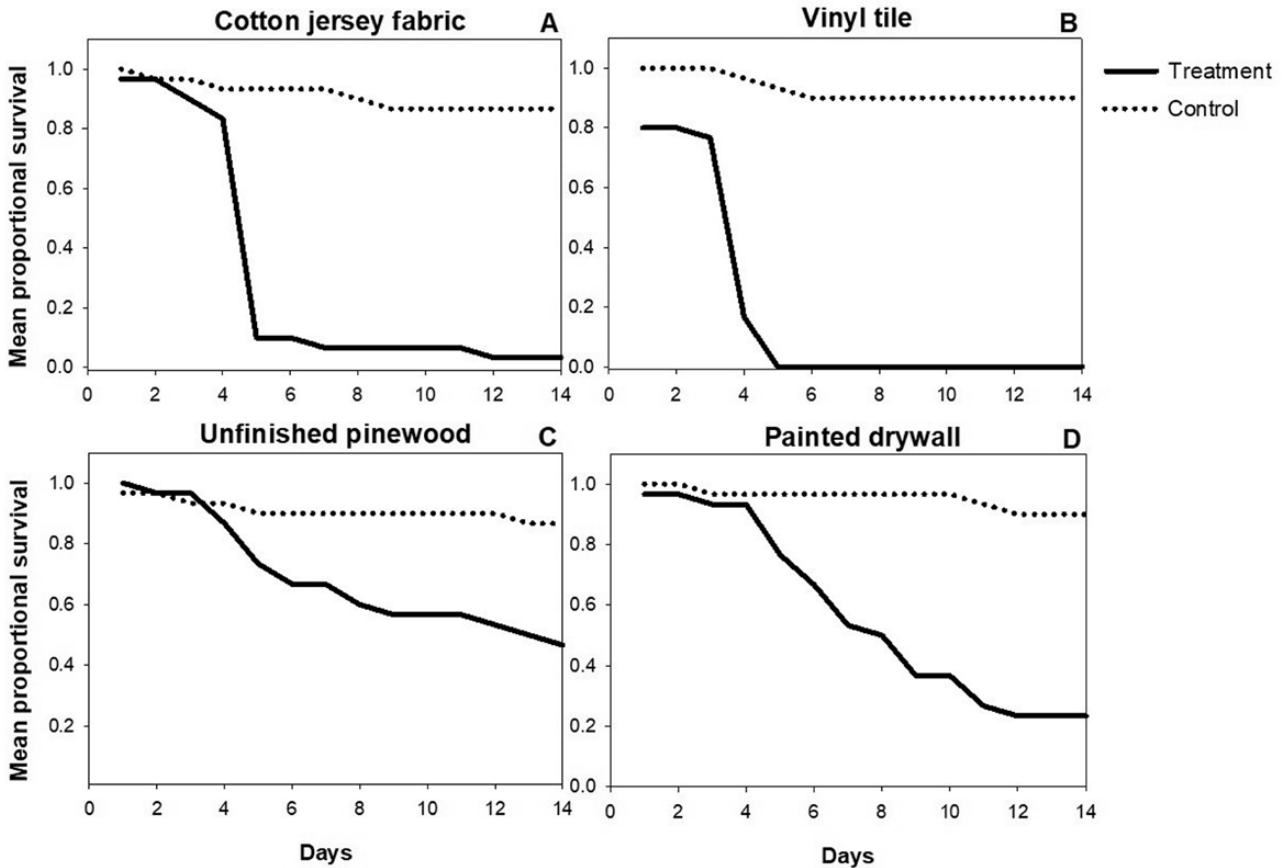 Cotton jersey fabric A
Vinyl tile B
Treatment
Control
Mean proportional survival
1.0
0.8
0.6
0.4
0.2
0.0
0 2 4 6 8 10 12 14
1.0
0.8
0.6
0.4
0.2
0.0
0 2 4 6 8 10 12 14
Unfinished pinewood C
Painted drywall D
Mean proportional survival
1.0
0.8
0.6
0.4
0.2
0 2 4 6 8 10 12 14
Days
1.0
0.8
0.6
0.4
0.2
0.0
0 2 4 6 8 10 12 14
Days